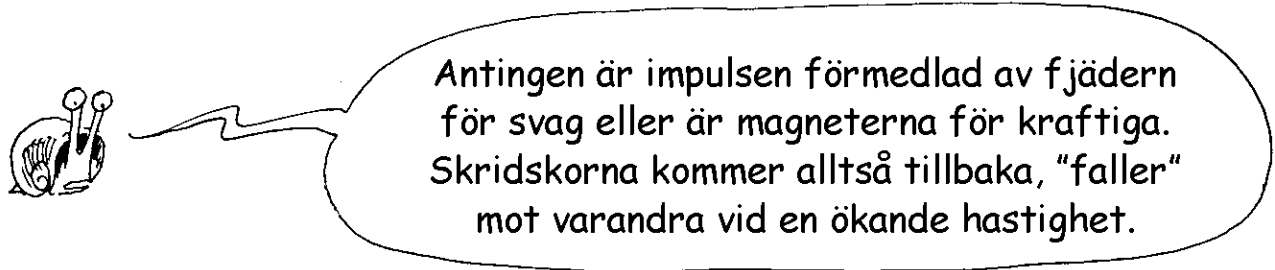 Antingen är impulsen förmedlad av fjädern
för svag eller är magneterna för kraftiga.
Skridskorna kommer alltså tillbaka, ”faller”
mot varandra vid en ökande hastighet.